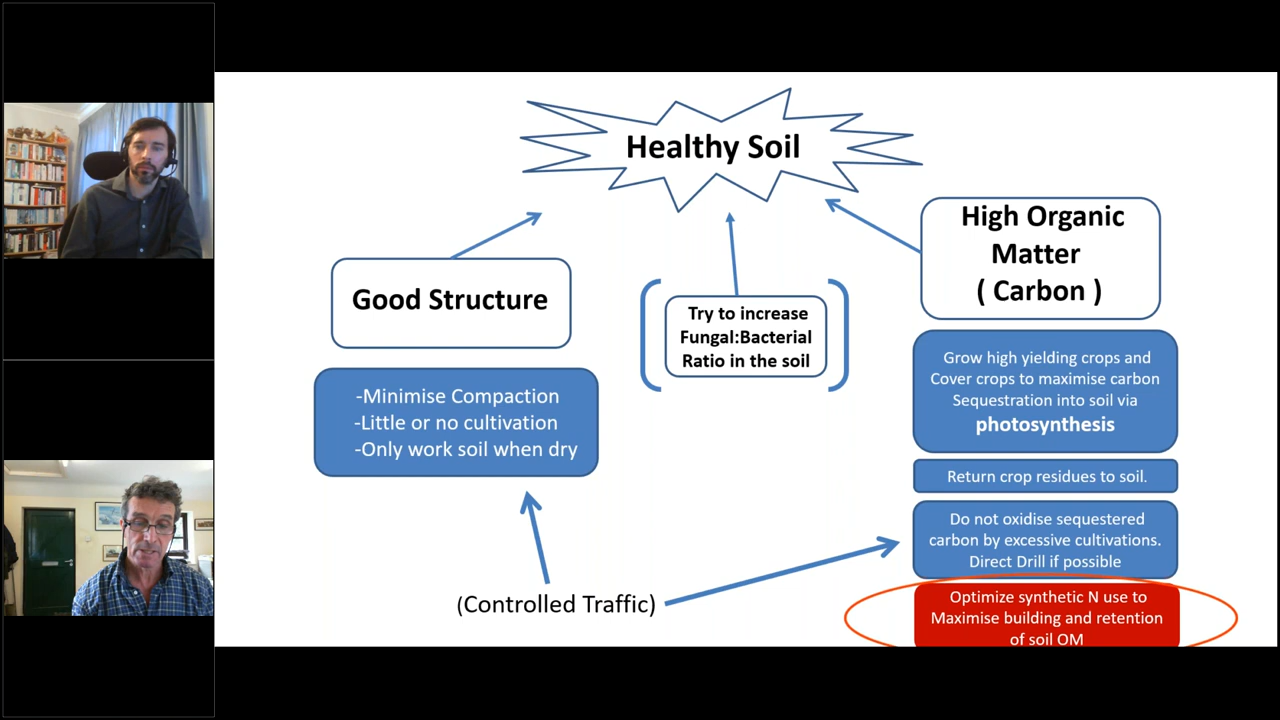 Healthy Soil
Good Structure
-Minimise Compaction
-Little or no cultivation
-Only work soil when dry
Try to increase
Fungal:Bacterial
Ratio in the soil
High Organic
Matter
( Carbon )
Grow high yielding crops and
Cover crops to maximise carbon
Sequestration into soil via
photosynthesis
Return crop residues to soil.
Do not oxidise sequestered
carbon by excessive cultivations.
Direct Drill if possible
Optimize synthetic N use to
Maximise building and retention
of soil OM
(Controlled Traffic)